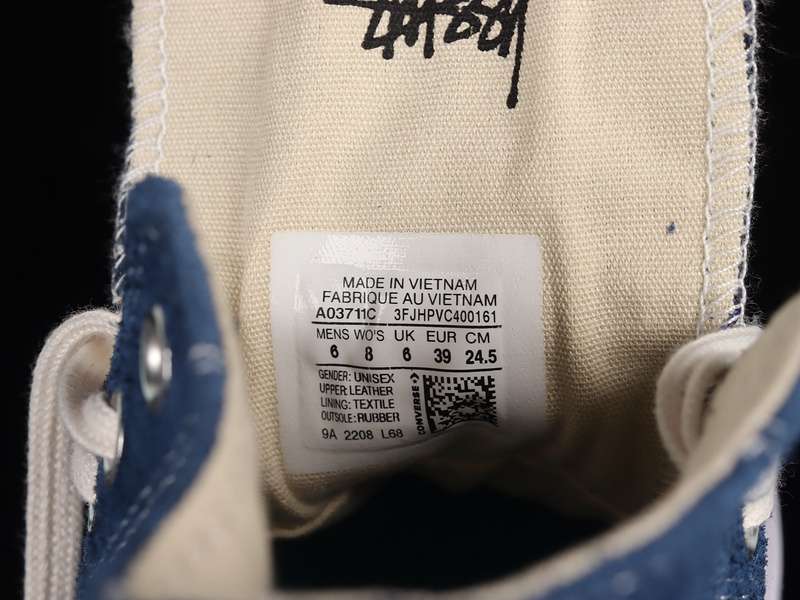 MADE IN VIETNAM
FABRIQUE AU VIETNAM
A03711C 3FJHPVC400161
MENS WO'S UK EUR CM
6 8 6 39 24.5
GENDER: UNISEX
UPPER: LEATHER
LINING: TEXTILE
OUTSOLE: RUBBER
CONVERSE
9A 2208 L68